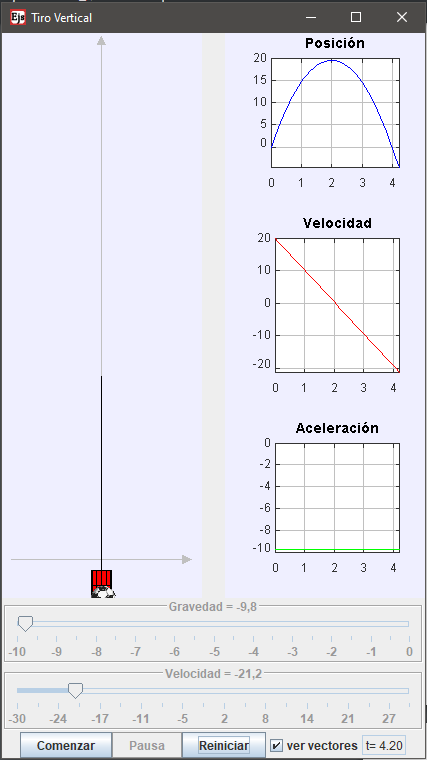 Ejs Tiro Vertical
Posición
20
15
10
5
0
0 1 2 3 4
Velocidad
20
10
0
-10
-20
0 1 2 3 4
Aceleración
0
-2
-4
-6
-8
-10
0 1 2 3 4
Gravedad = -9,8
-10 -9 -8 -7 -6 -5 -4 -3 -2 -1 0
Velocidad = -21,2
-30 -24 -17 -11 -5 2 8 14 21 27
Comenzar Pausa Reiniciar ver vectores t= 4.20